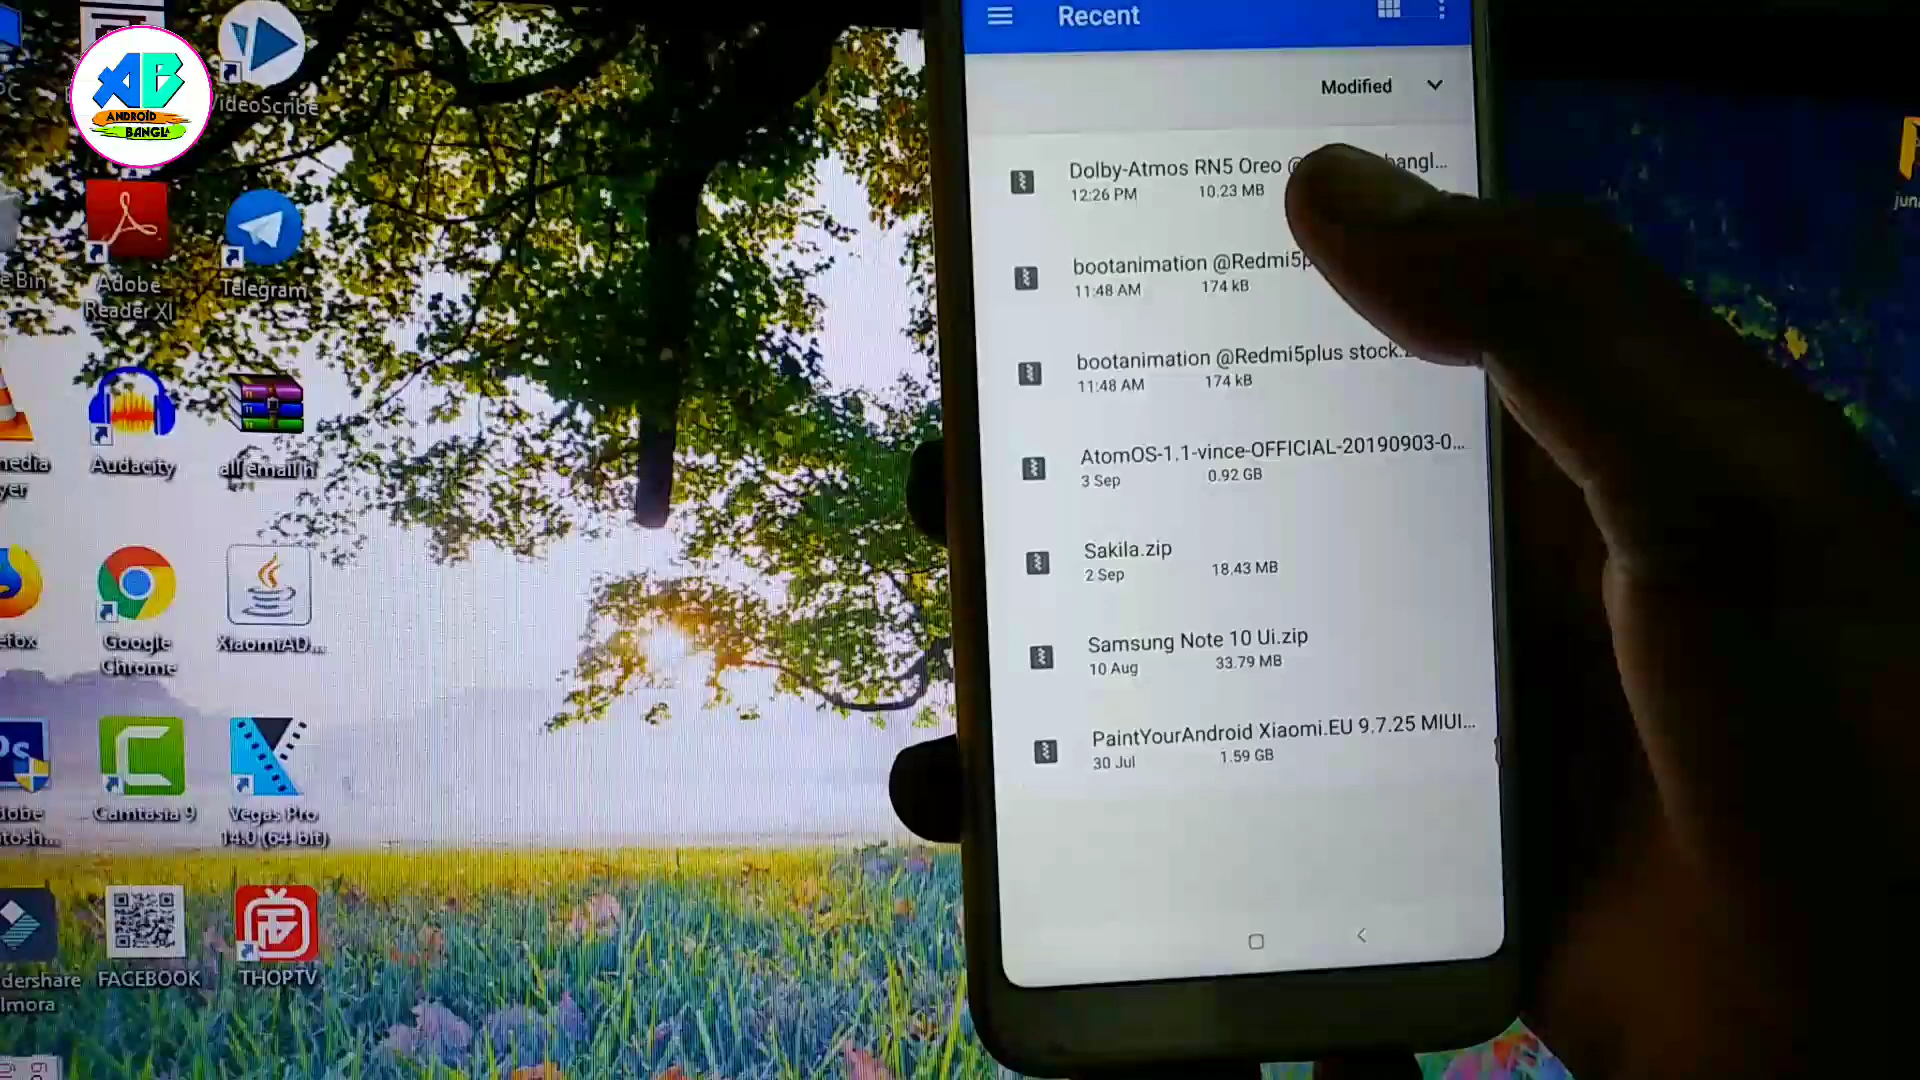 AB
ANDROID
BANGLA
VideoScribe
Adobe
Reader XI
Telegram
Audacity
all email h
Google
Chrome
XiaomiAD...
Camtasia 9
Vegas Pro
14.0 (64-bit)
FACEBOOK
THOPTV
Recent
Modified
Dolby-Atmos RN5 Oreo
12:26 PM 10.23 MB
bootanimation @Redmi5p
11:48 AM 174 kB
bootanimation @Redmi5plus stock.
11:48 AM 174 kB
AtomOS-1.1-vince-OFFICIAL-20190903-0...
3 Sep 0.92 GB
Sakila.zip
2 Sep 18.43 MB
Samsung Note 10 Ui.zip
10 Aug 33.79 MB
PaintYourAndroid Xiaomi.EU 9.7.25 MIUI...
30 Jul 1.59 GB